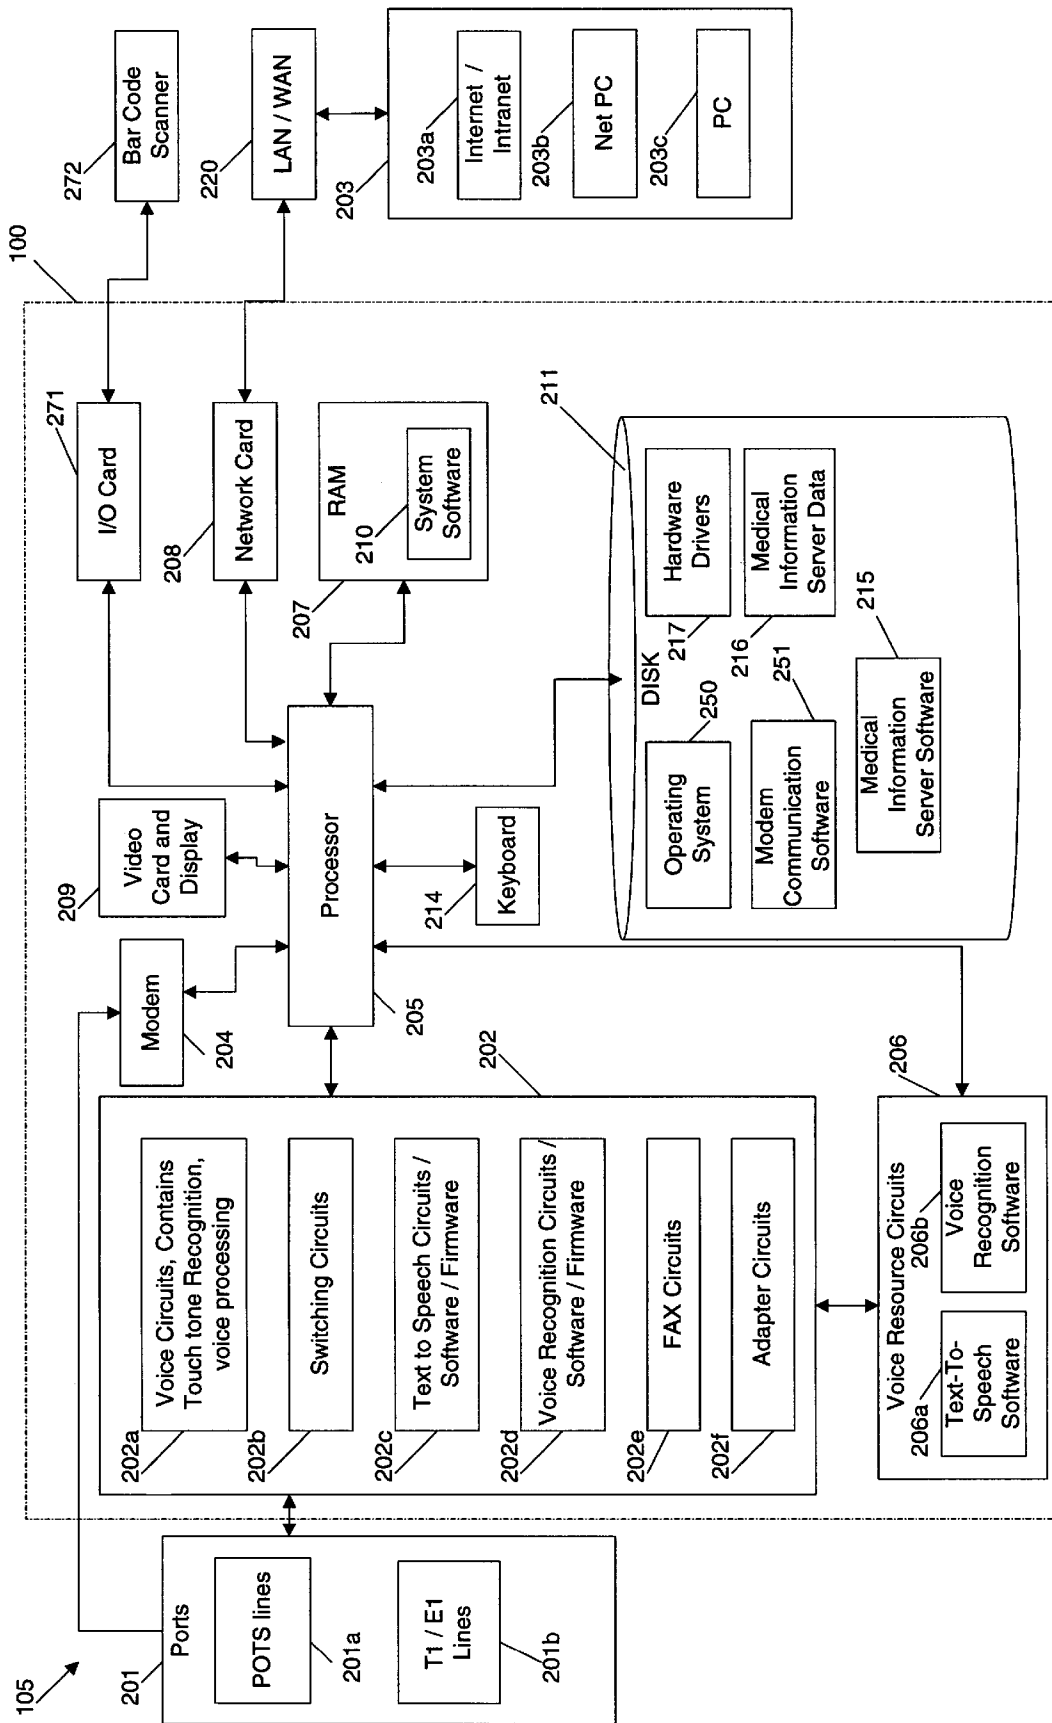 105
201
Ports
POTS lines
201a
T1 / E1
Lines
201b
100
202
202a
Voice Circuits, Contains
Touch tone Recognition,
voice processing
202b
Switching Circuits
202c
Text to Speech Circuits /
Software / Firmware
202d
Voice Recognition Circuits /
Software / Firmware
202e
FAX Circuits
202f
Adapter Circuits
206
Voice Resource Circuits
206a
Text-To-
Speech
Software
206b
Voice
Recognition
Software
Modem
204
209
Video
Card and
Display
Processor
205
214
Keyboard
I/O Card
271
208
Network Card
207
RAM
210
System
Software
211
DISK
Operating
System
250
Hardware
Drivers
217
Modem
Communication
Software
251
Medical
Information
Server Data
216
Medical
Information
Server Software
215
272
Bar Code
Scanner
220
LAN / WAN
203
203a
Internet /
Intranet
203b
Net PC
203c
PC